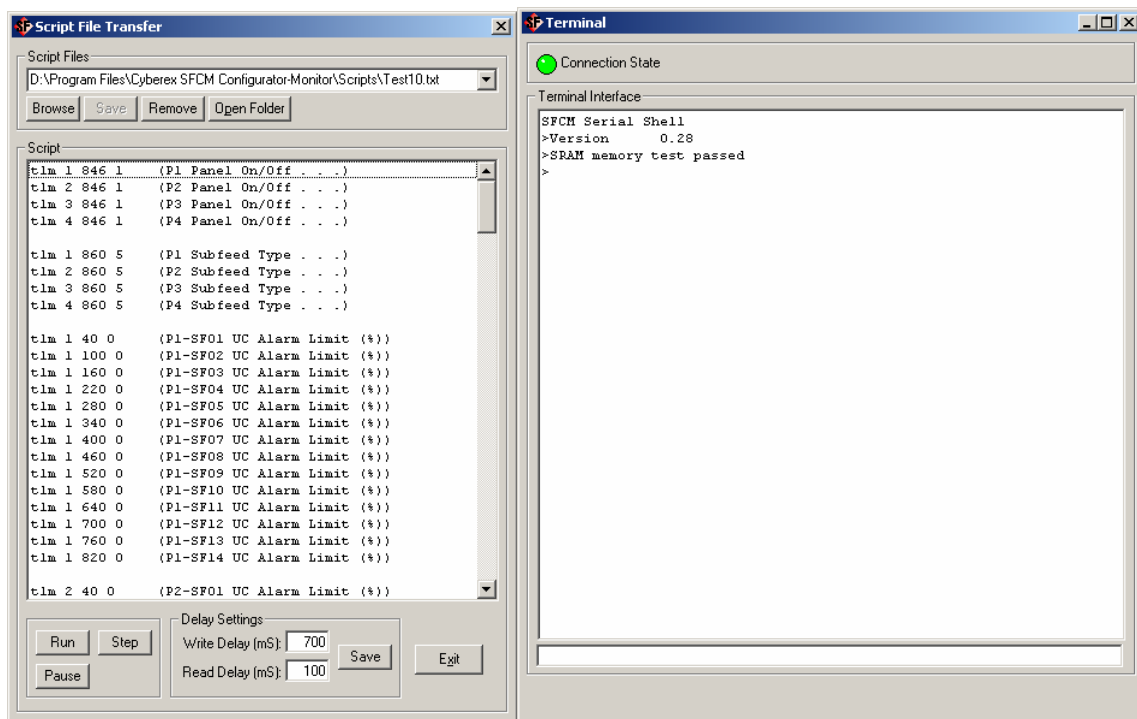 Script File Transfer
Script Files
D:\Program Files\Cyberex SFCM Configurator-Monitor\Scripts\Test10.txt
Browse Save Remove Open Folder
Script
tlm 1 846 1 (P1 Panel On/Off . . .)
tlm 2 846 1 (P2 Panel On/Off . . .)
tlm 3 846 1 (P3 Panel On/Off . . .)
tlm 4 846 1 (P4 Panel On/Off . . .)
tlm 1 860 5 (P1 Subfeed Type . . .)
tlm 2 860 5 (P2 Subfeed Type . . .)
tlm 3 860 5 (P3 Subfeed Type . . .)
tlm 4 860 5 (P4 Subfeed Type . . .)
tlm 1 40 0 (P1-SF01 UC Alarm Limit (%))
tlm 1 100 0 (P1-SF02 UC Alarm Limit (%))
tlm 1 160 0 (P1-SF03 UC Alarm Limit (%))
tlm 1 220 0 (P1-SF04 UC Alarm Limit (%))
tlm 1 280 0 (P1-SF05 UC Alarm Limit (%))
tlm 1 340 0 (P1-SF06 UC Alarm Limit (%))
tlm 1 400 0 (P1-SF07 UC Alarm Limit (%))
tlm 1 460 0 (P1-SF08 UC Alarm Limit (%))
tlm 1 520 0 (P1-SF09 UC Alarm Limit (%))
tlm 1 580 0 (P1-SF10 UC Alarm Limit (%))
tlm 1 640 0 (P1-SF11 UC Alarm Limit (%))
tlm 1 700 0 (P1-SF12 UC Alarm Limit (%))
tlm 1 760 0 (P1-SF13 UC Alarm Limit (%))
tlm 1 820 0 (P1-SF14 UC Alarm Limit (%))
tlm 2 40 0 (P2-SF01 UC Alarm Limit (%))
Run Step
Pause
Delay Settings
Write Delay (mS): 700
Read Delay (mS): 100
Save
Exit
Terminal
Connection State
Terminal Interface
SFCM Serial Shell
>Version 0.28
>SRAM memory test passed
>